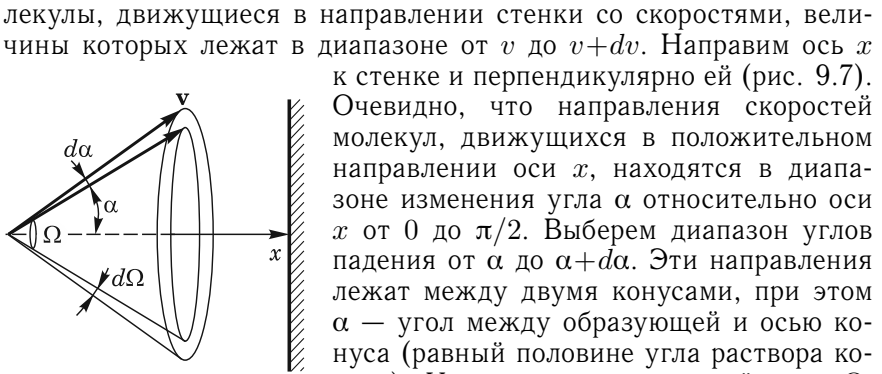 лекулы, движущиеся в направлении стенки со скоростями, вели-
чины которых лежат в диапазоне от v до v+dv. Направим ось x
к стенке и перпендикулярно ей (рис. 9.7).
Очевидно, что направления скоростей
молекул, движущихся в положительном
направлении оси x, находятся в диапа-
зоне изменения угла α относительно оси
x от 0 до π/2. Выберем диапазон углов
падения от α до α+dα. Эти направления
лежат между двумя конусами, при этом
α — угол между образующей и осью ко-
нуса (равный половине угла раствора ко-
v
dα
α
Ω
x
dΩ